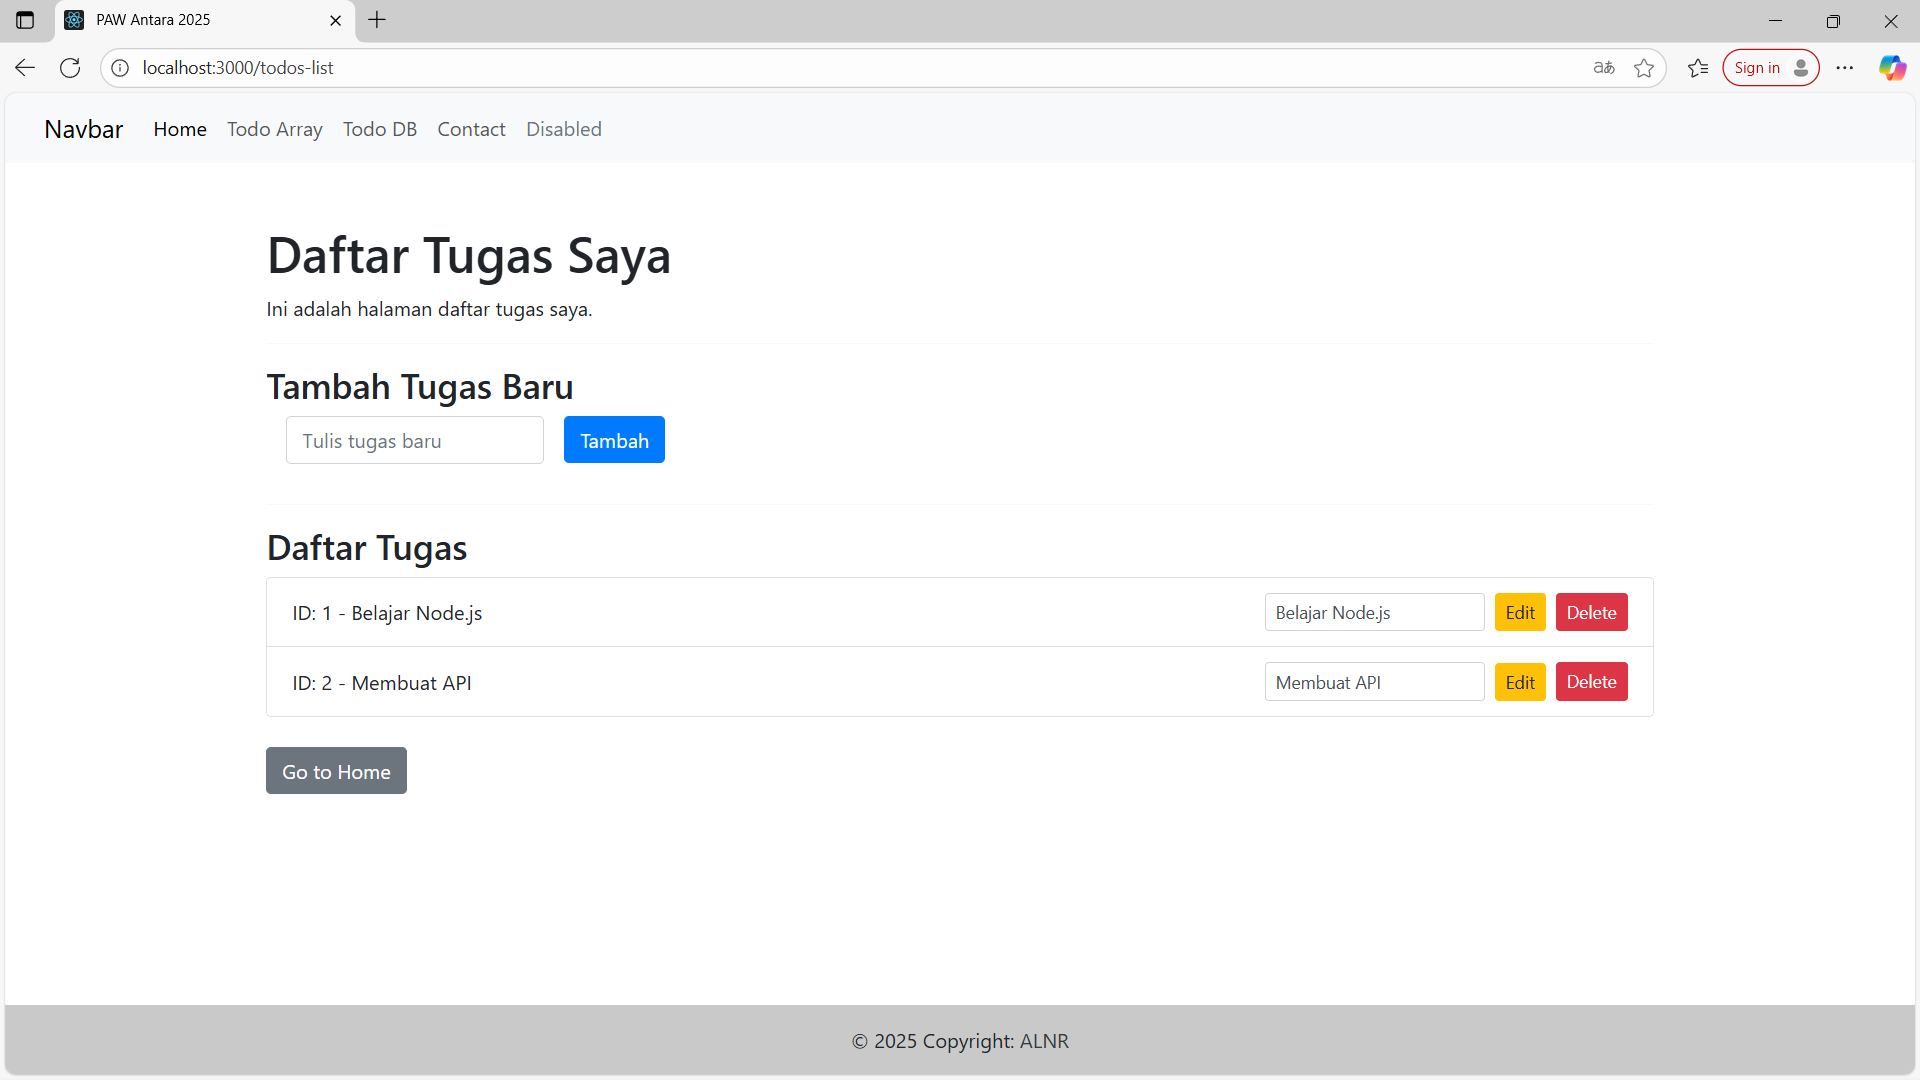 PAW Antara 2025
localhost:3000/todos-list
Sign in
Navbar Home Todo Array Todo DB Contact Disabled
Daftar Tugas Saya
Ini adalah halaman daftar tugas saya.
Tambah Tugas Baru
Tulis tugas baru Tambah
Daftar Tugas
ID: 1 - Belajar Node.js Belajar Node.js Edit Delete
ID: 2 - Membuat API Membuat API Edit Delete
Go to Home
© 2025 Copyright: ALNR